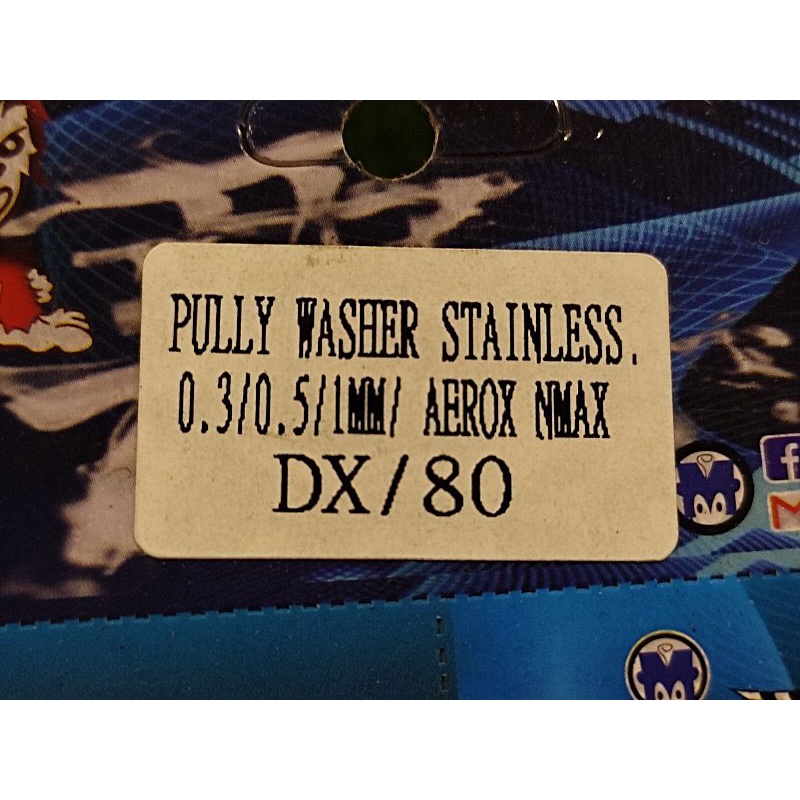 PULLY WASHER STAINLESS.
0.3/0.5/1MM/ AEROX NMAX
DX/80
f
M
M
M